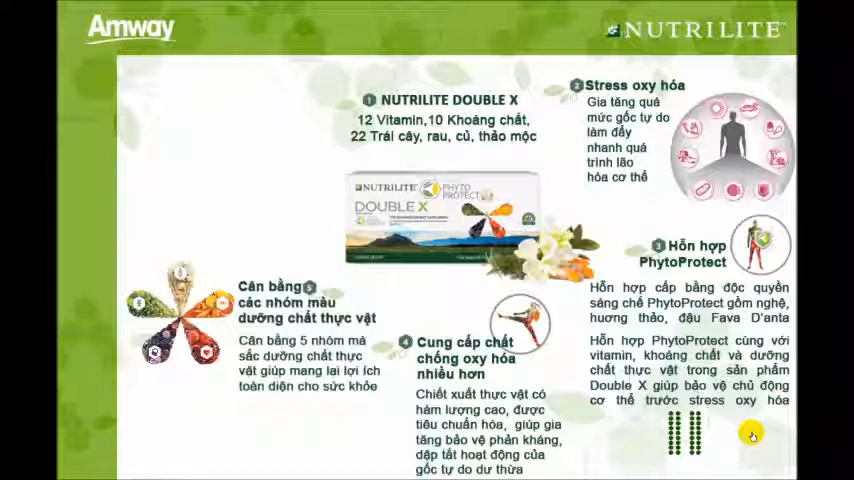 Amway
NUTRILITE
1 NUTRILITE DOUBLE X
12 Vitamin,10 Khoáng chất,
22 Trái cây, rau, củ, thảo mộc
2 Stress oxy hóa
Gia tăng quá
mức gốc tự do
làm đẩy
nhanh quá
trình lão
hóa cơ thể
NUTRILITE
PHYTO
PROTECT
DOUBLE X
3 Hỗn hợp
PhytoProtect
Hỗn hợp cấp bằng độc quyền
sáng chế PhytoProtect gồm nghệ,
hương thảo, đậu Fava D'anta
Hỗn hợp PhytoProtect cùng với
vitamin, khoáng chất và dưỡng
chất thực vật trong sản phẩm
Double X giúp bảo vệ chủ động
cơ thể trước stress oxy hóa
4 Cung cấp chất
chống oxy hóa
nhiều hơn
Chiết xuất thực vật có
hàm lượng cao, được
tiêu chuẩn hóa, giúp gia
tăng bảo vệ phản kháng,
dập tắt hoạt động của
gốc tự do dư thừa
Cân bằng 5
các nhóm màu
dưỡng chất thực vật
Cân bằng 5 nhóm mà
sắc dưỡng chất thực
vật giúp mang lại lợi ích
toàn diện cho sức khỏe